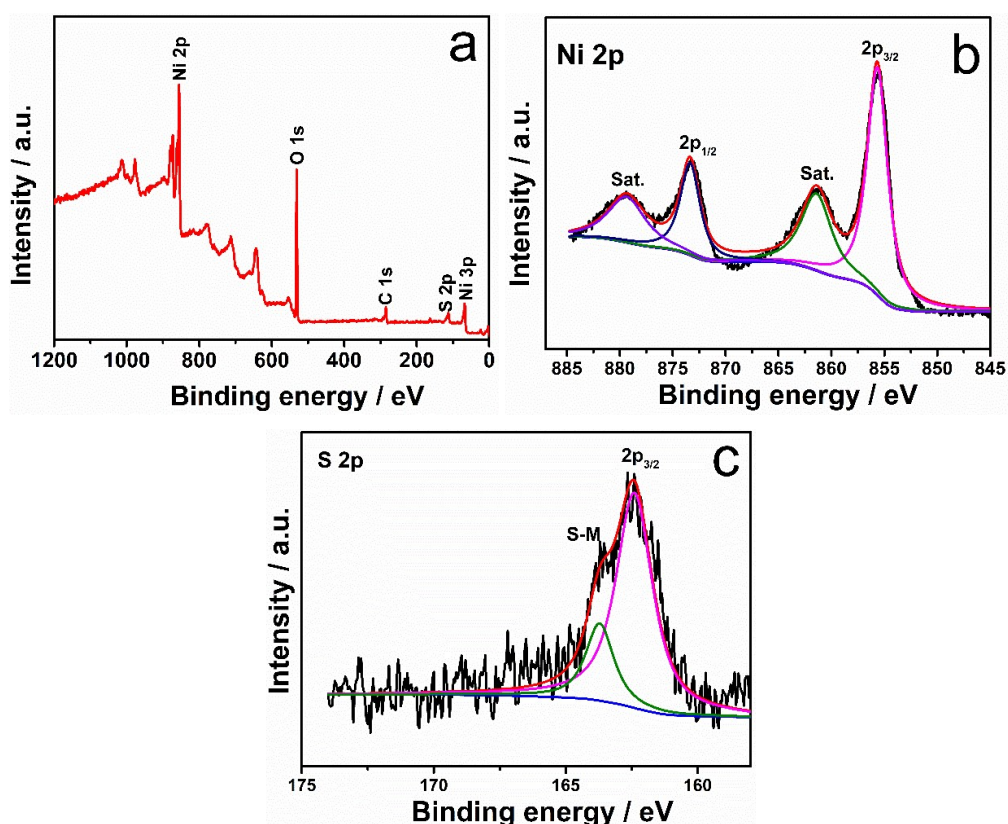 a
Ni 2p
O 1s
C 1s
S 2p
Ni 3p
Intensity / a.u.
1200 1000 800 600 400 200 0
Binding energy / eV
b
Ni 2p
2p3/2
2p1/2
Sat.
Sat.
Intensity / a.u.
885 880 875 870 865 860 855 850 845
Binding energy / eV
c
S 2p
2p3/2
S-M
Intensity / a.u.
175 170 165 160
Binding energy / eV